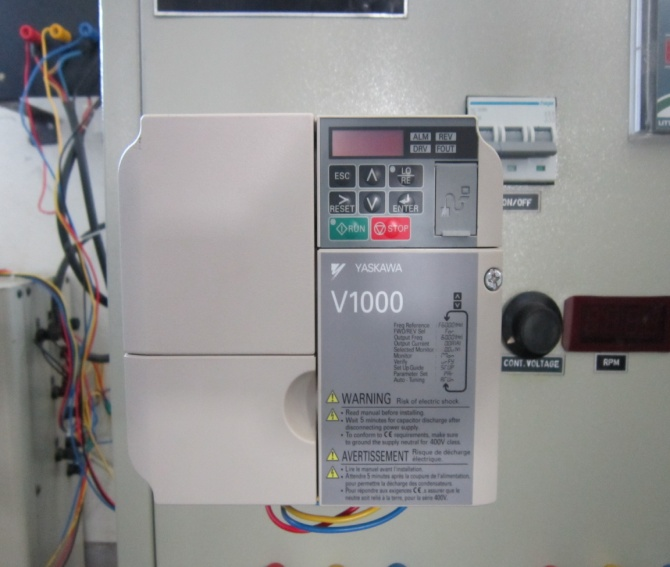 ALM REV
DRV FOUT
ESC
LO
RE
RESET
ENTER
RUN
STOP
ON/OFF
YASKAWA
V1000
Freq Reference
FWD/REV Sel
Output Freq
Output Current
Selected Monitor
Monitor
Verify
Set Up Guide
Parameter Set
Auto Tuning
CONT.VOLTAGE
RPM
WARNING Risk of electric shock
• Read manual before installing.
• Wait 5 minutes for capacitor discharge after
disconnecting power supply.
• To conform to CE requirements, make sure
to ground the supply neutral for 400V class.
AVERTISSEMENT Risque de décharge
électrique.
• Lire le manuel avant l'installation.
• Attendre 5 minutes après la coupure de l'alimentation,
pour permettre la décharge des condensateurs.
• Pour répondre aux exigences CE s'assurer que le
neutre soit relié à la terre, pour la série 400V.